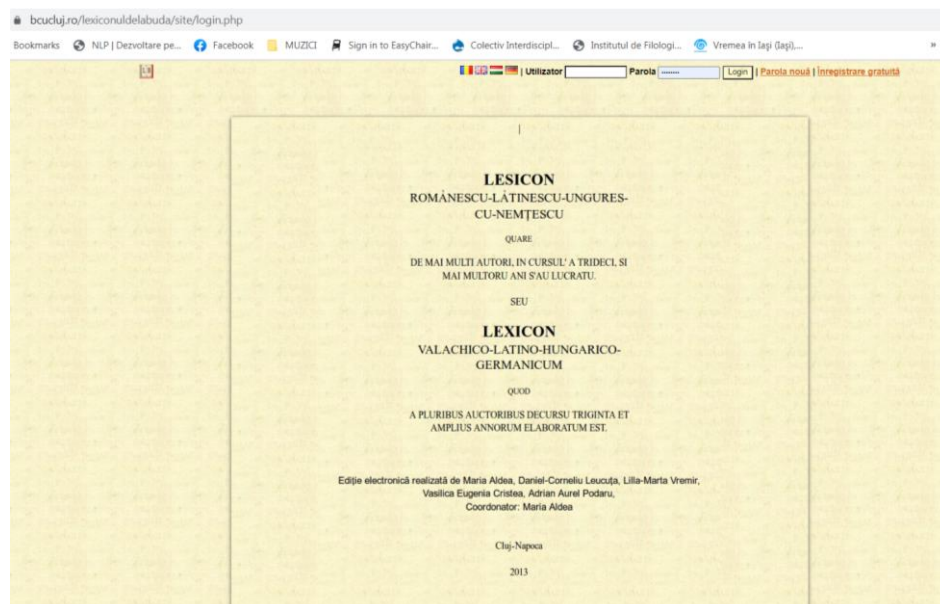 bcucluj.ro/lexiconuldelabuda/site/login.php
Bookmarks NLP | Dezvoltare pe... Facebook MUZICI Sign in to EasyChair... Colectiv Interdiscipl... Institutul de Filologi... Vremea în Iaşi (Iaşi),... »
| Utilizator Parola ········ Login | Parola nouă | Înregistrare gratuită
LESICON
ROMÂNESCU-LÁTINESCU-UNGURES-
CU-NEMȚESCU
QUARE
DE MAI MULTI AUTORI, IN CURSUL' A TRIDECI, SI
MAI MULTORU ANI S'AU LUCRATU.
SEU
LEXICON
VALACHICO-LATINO-HUNGARICO-
GERMANICUM
QUOD
A PLURIBUS AUCTORIBUS DECURSU TRIGINTA ET
AMPLIUS ANNORUM ELABORATUM EST.
Ediție electronică realizată de Maria Aldea, Daniel-Corneliu Leucuța, Lilla-Marta Vremir,
Vasilica Eugenia Cristea, Adrian Aurel Podaru,
Coordonator: Maria Aldea
Cluj-Napoca
2013